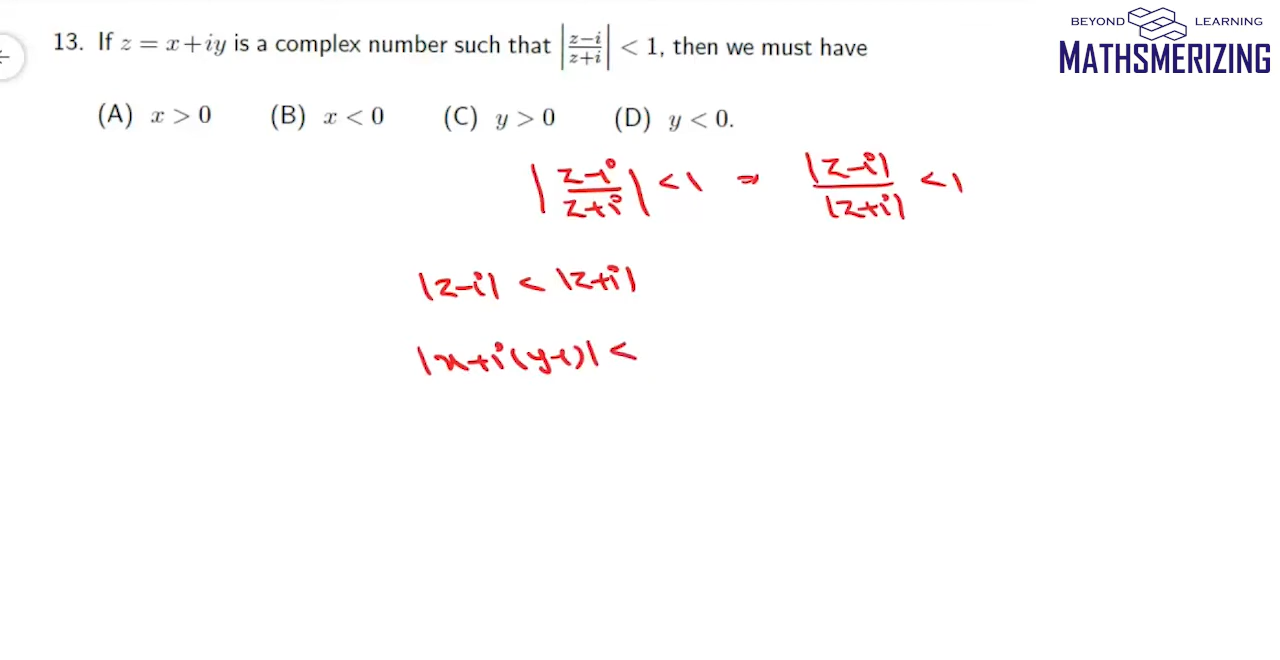 BEYOND LEARNING
MATHSMERIZING
13. If z = x+iy is a complex number such that |z−i/z+i| < 1, then we must have
(A) x > 0 (B) x < 0 (C) y > 0 (D) y < 0.
|z-i/z+i| < 1 ⇒ |z-i|/|z+i| < 1
|z-i| < |z+i|
|x+i(y-1)| <